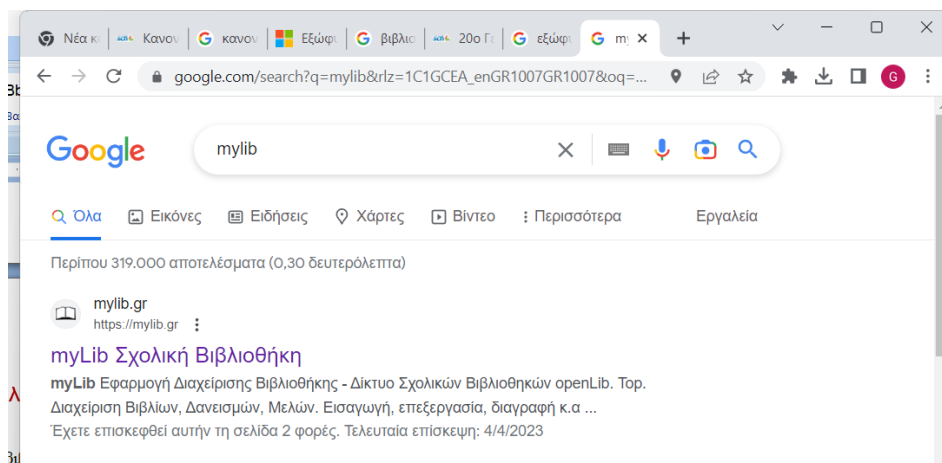 Νέα κ
Κανον
κανον
Εξώφι
βιβλιο
20ο Γε
εξώφι
my
google.com/search?q=mylib&rlz=1C1GCEA_enGR1007GR1007&oq=...
G
Google
mylib
Όλα
Εικόνες
Ειδήσεις
Χάρτες
Βίντεο
Περισσότερα
Εργαλεία
Περίπου 319.000 αποτελέσματα (0,30 δευτερόλεπτα)
mylib.gr
https://mylib.gr
myLib Σχολική Βιβλιοθήκη
myLib Εφαρμογή Διαχείρισης Βιβλιοθήκης - Δίκτυο Σχολικών Βιβλιοθηκών openLib. Top.
Διαχείριση Βιβλίων, Δανεισμών, Μελών. Εισαγωγή, επεξεργασία, διαγραφή κ.α ...
Έχετε επισκεφθεί αυτήν τη σελίδα 2 φορές. Τελευταία επίσκεψη: 4/4/2023